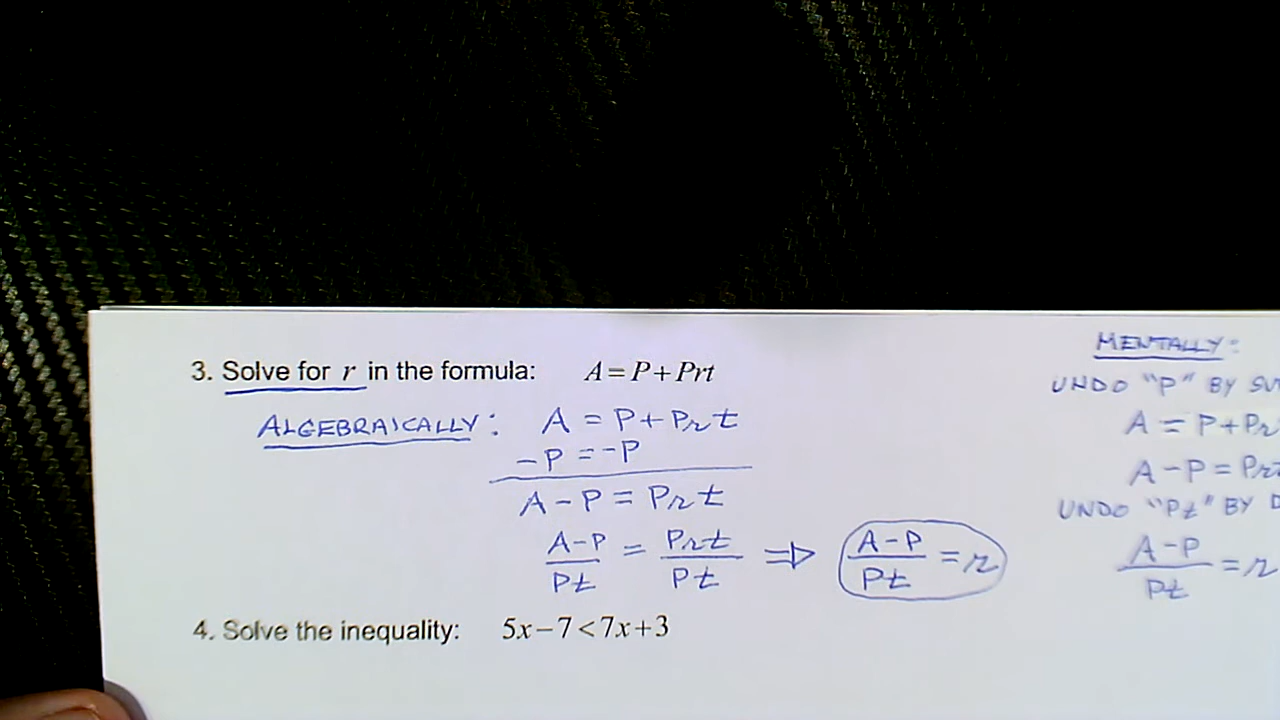 3. Solve for r in the formula: A=P+Prt
ALGEBRAICALLY: A = P+Prt
-P = -P
A-P = Prt
A-P/Pt = Prt/Pt ⇒ A-P/Pt = r
4. Solve the inequality: 5x-7<7x+3
MENTALLY:
UNDO "P" BY
A = P+Pr
A-P = Pr
UNDO "Pt" BY
A-P/Pt = r